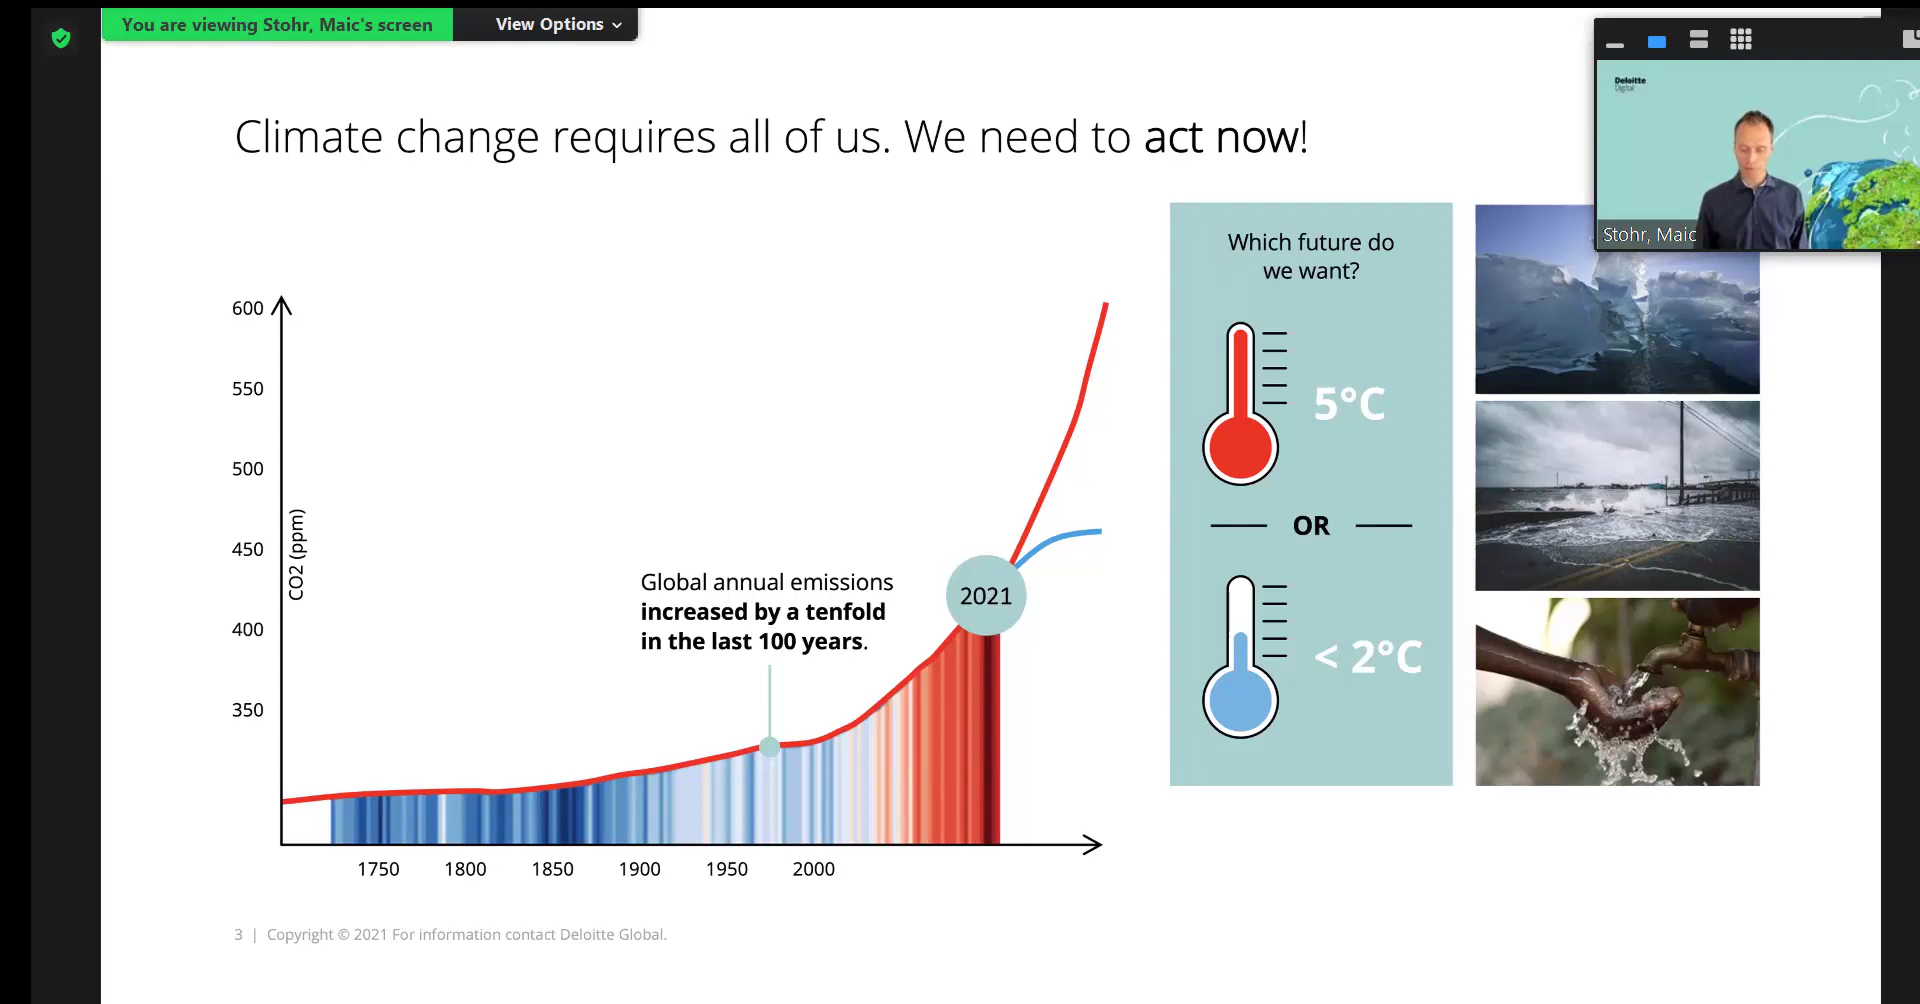 You are viewing Stohr, Maic's screen
View Options
Deloitte
Digital
Stohr, Maic
Climate change requires all of us. We need to act now!
600
550
500
450
400
350
CO2 (ppm)
Global annual emissions
increased by a tenfold
in the last 100 years.
2021
1750
1800
1850
1900
1950
2000
Which future do
we want?
5°C
OR
< 2°C
3 | Copyright © 2021 For information contact Deloitte Global.